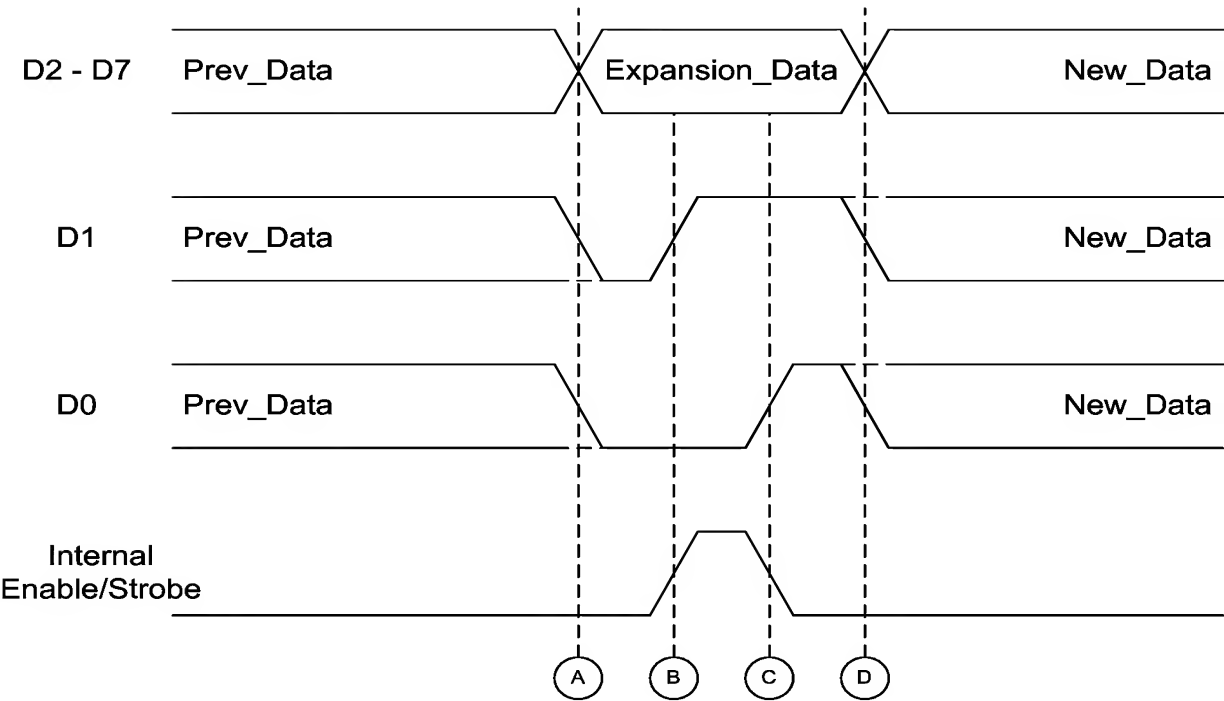 D2 - D7 Prev_Data Expansion_Data New_Data
D1 Prev_Data New_Data
D0 Prev_Data New_Data
Internal
Enable/Strobe
A B C D